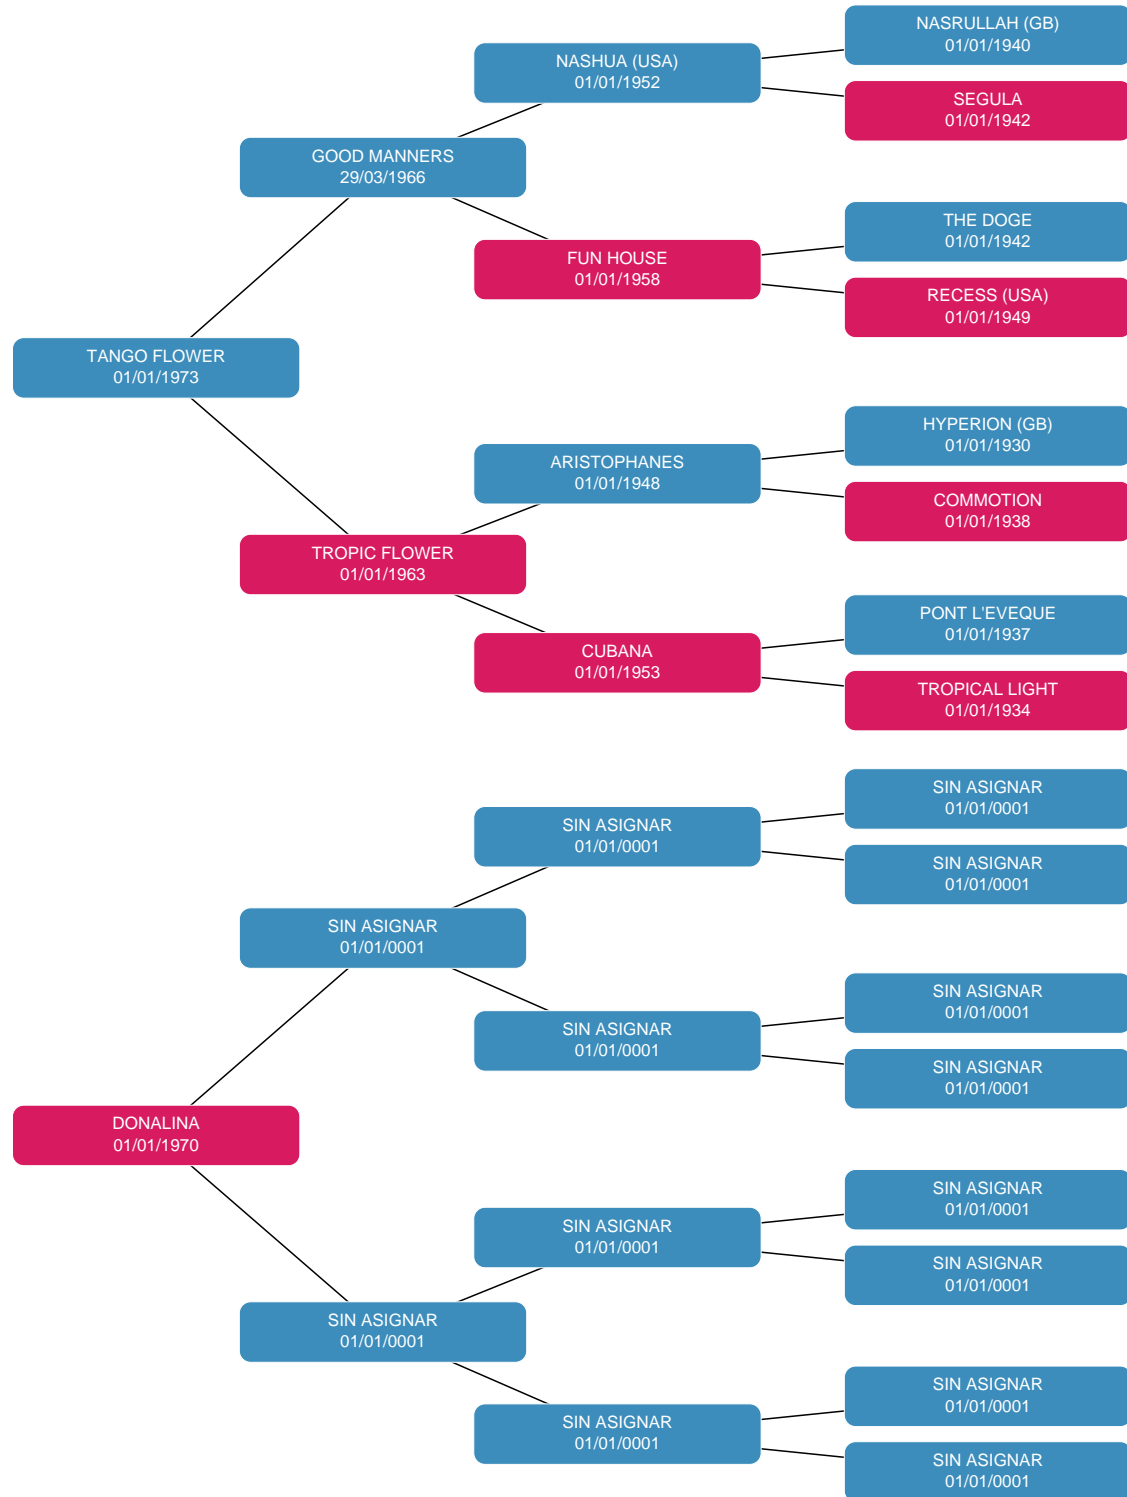 NASRULLAH (GB)
01/01/1940
NASHUA (USA)
01/01/1952
SEGULA
01/01/1942
GOOD MANNERS
29/03/1966
THE DOGE
01/01/1942
FUN HOUSE
01/01/1958
RECESS (USA)
01/01/1949
TANGO FLOWER
01/01/1973
HYPERION (GB)
01/01/1930
ARISTOPHANES
01/01/1948
COMMOTION
01/01/1938
TROPIC FLOWER
01/01/1963
PONT L'EVEQUE
01/01/1937
CUBANA
01/01/1953
TROPICAL LIGHT
01/01/1934
SIN ASIGNAR
01/01/0001
SIN ASIGNAR
01/01/0001
SIN ASIGNAR
01/01/0001
SIN ASIGNAR
01/01/0001
SIN ASIGNAR
01/01/0001
SIN ASIGNAR
01/01/0001
SIN ASIGNAR
01/01/0001
DONALINA
01/01/1970
SIN ASIGNAR
01/01/0001
SIN ASIGNAR
01/01/0001
SIN ASIGNAR
01/01/0001
SIN ASIGNAR
01/01/0001
SIN ASIGNAR
01/01/0001
SIN ASIGNAR
01/01/0001
SIN ASIGNAR
01/01/0001